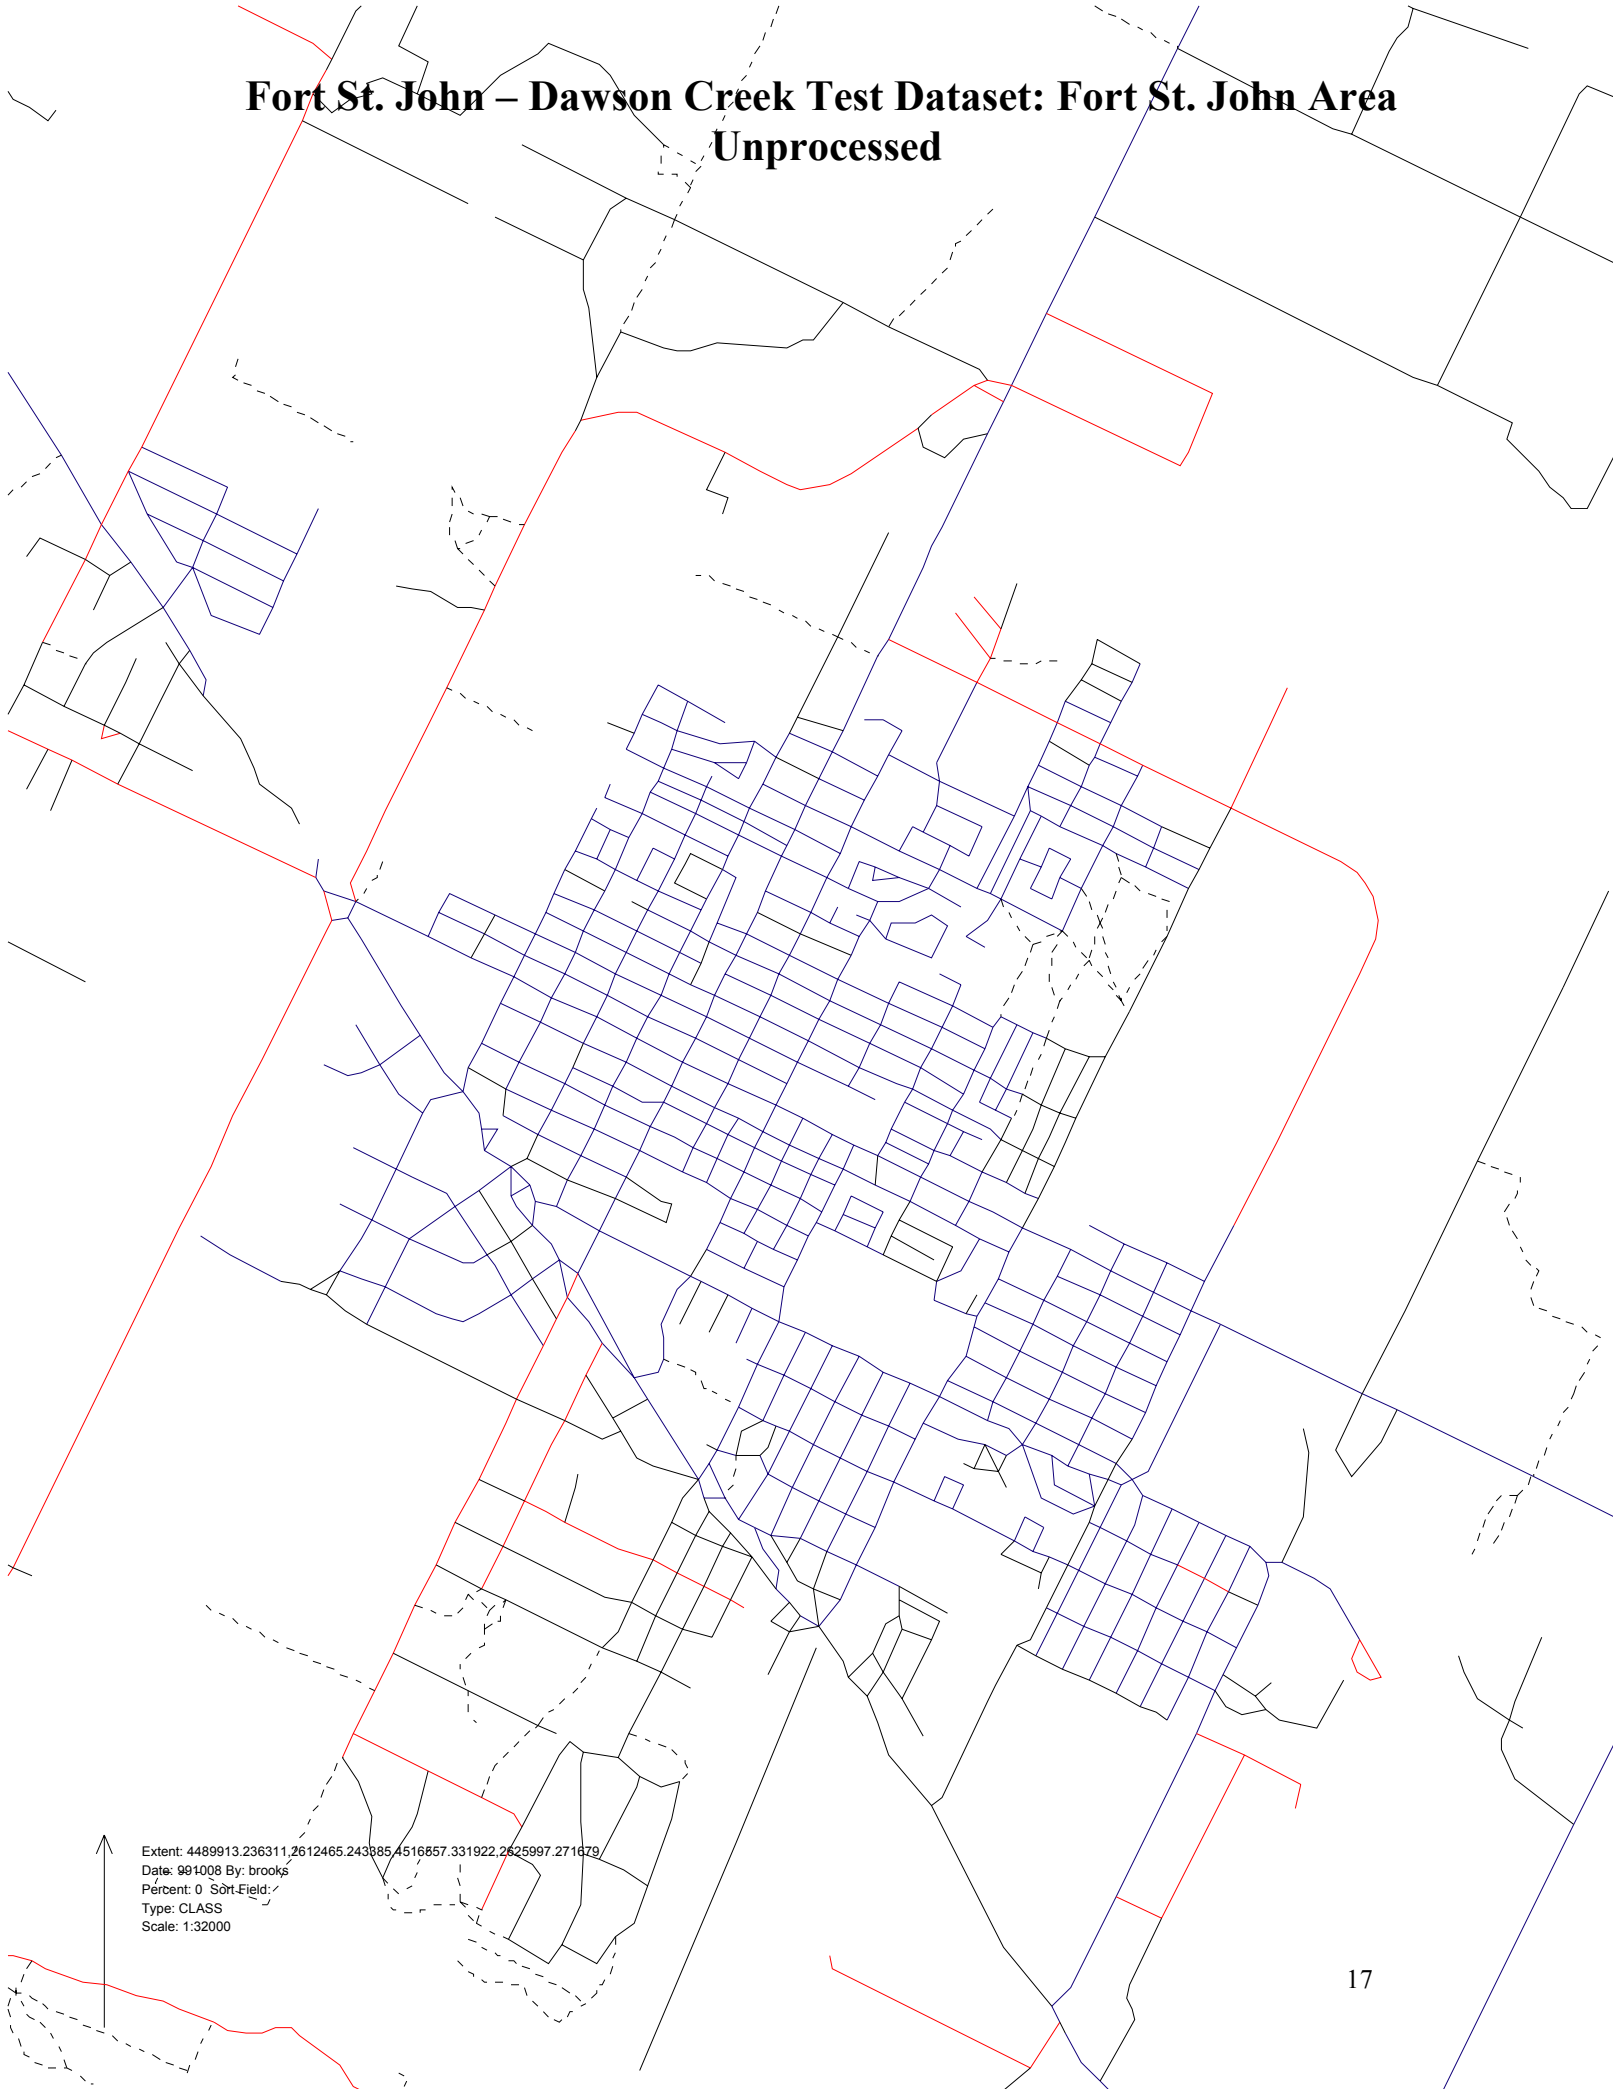 Fort St. John – Dawson Creek Test Dataset: Fort St. John Area
Unprocessed
Extent: 4489913.236311,2612465.243385,4516557.331922,2625997.271679
Date: 991008 By: brooks
Percent: 0 Sort Field:
Type: CLASS
Scale: 1:32000
17